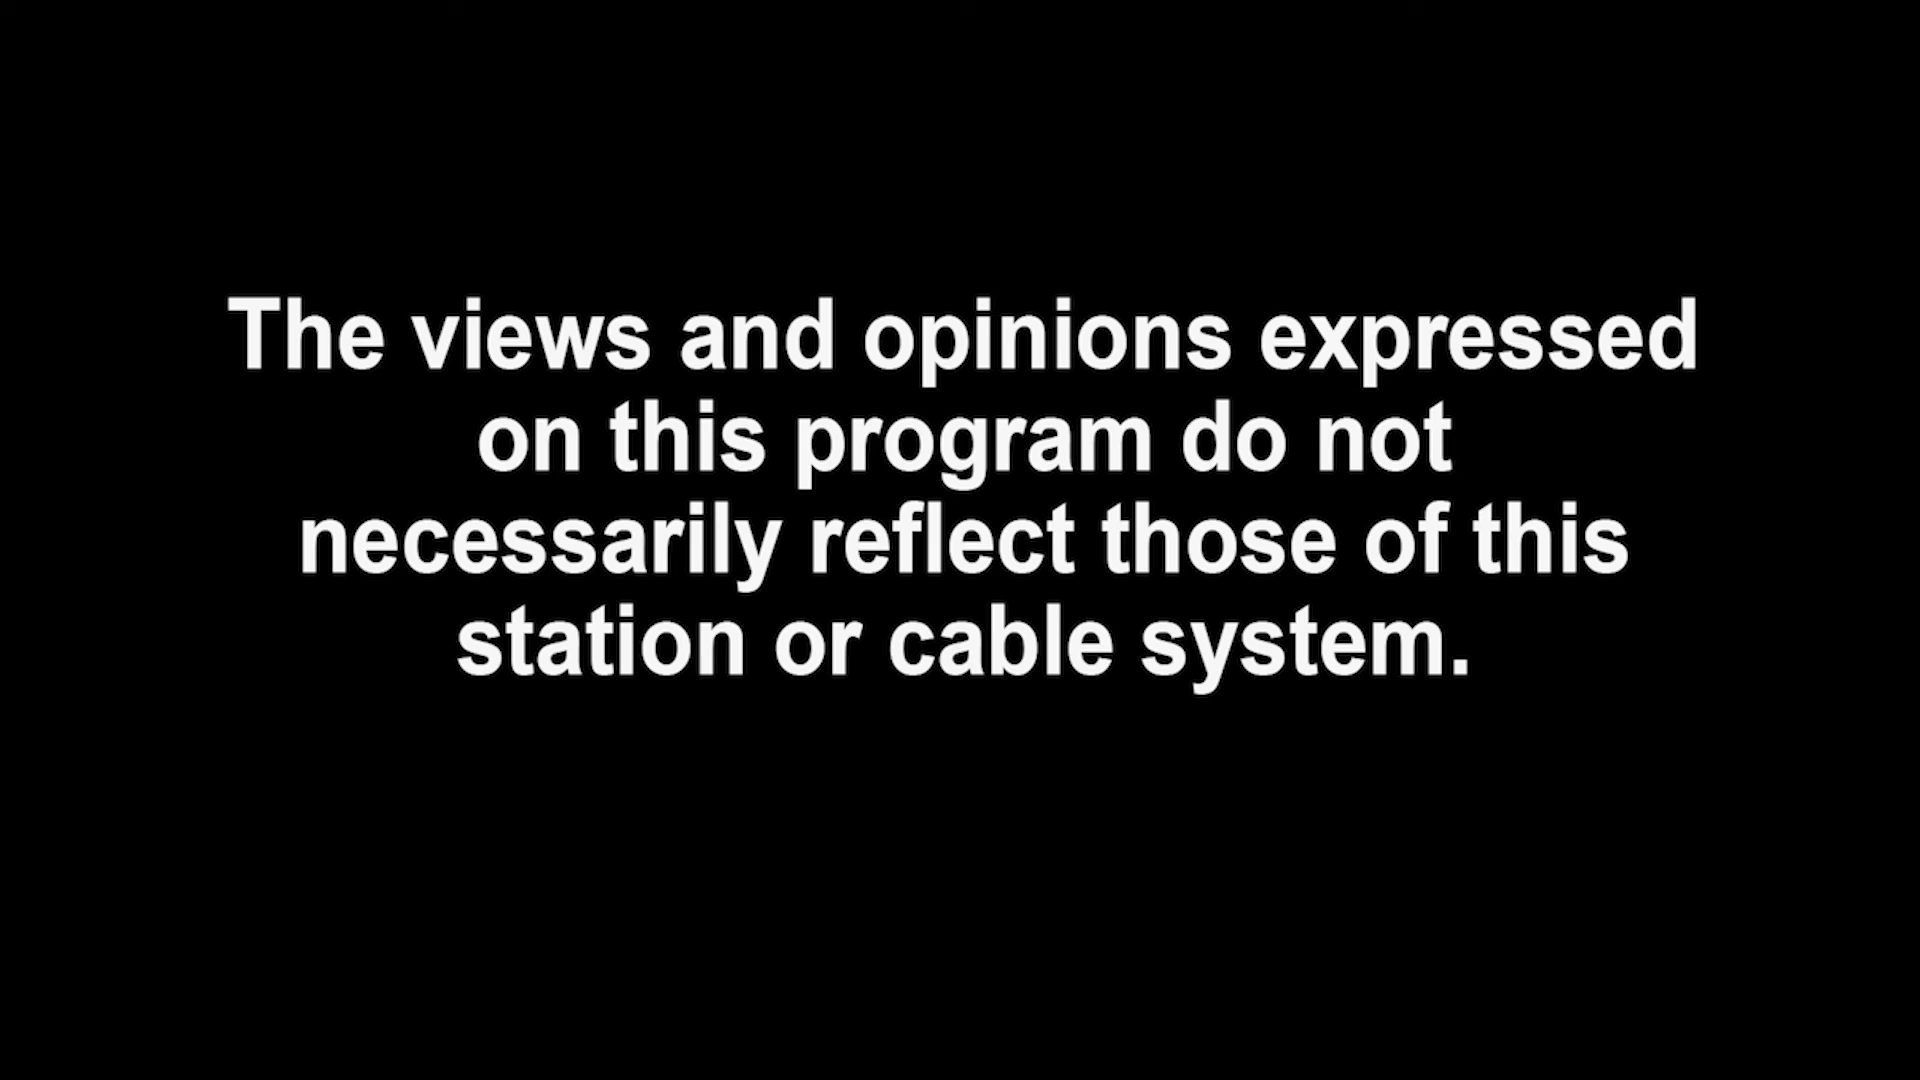 The views and opinions expressed
on this program do not
necessarily reflect those of this
station or cable system.